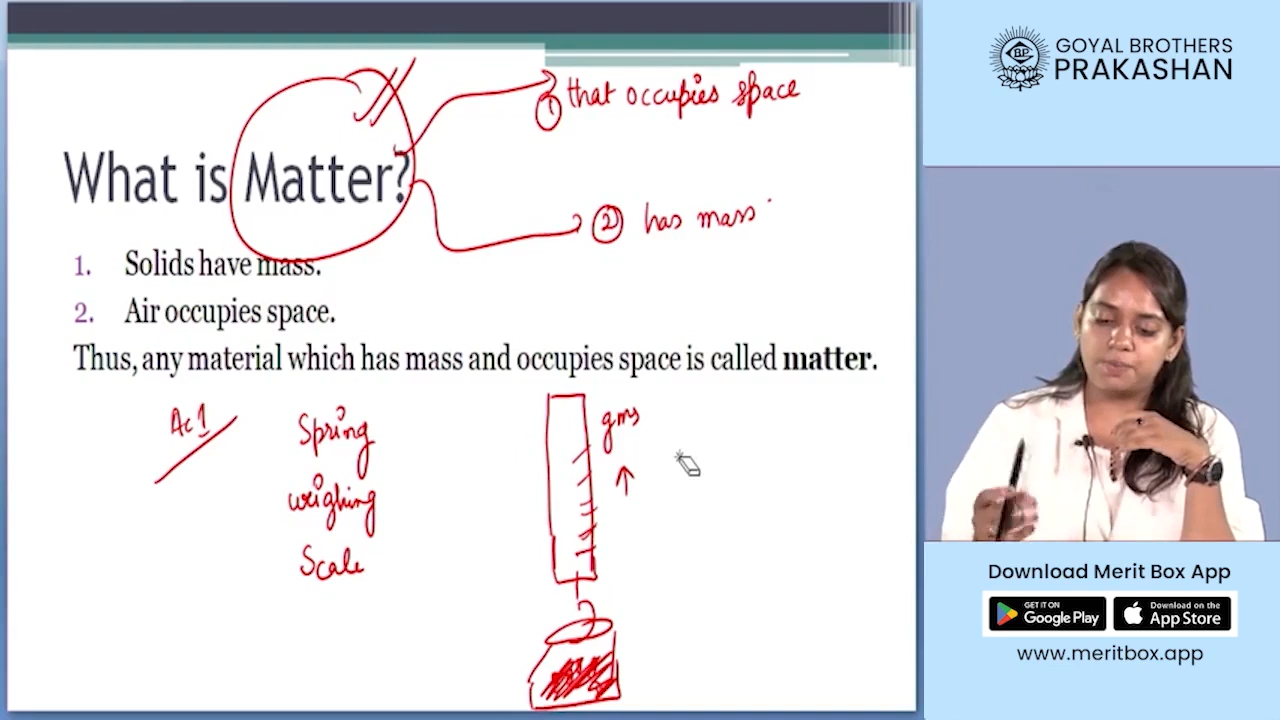 ① that occupies space
What is Matter?
② has mass
1. Solids have mass.
2. Air occupies space.
Thus, any material which has mass and occupies space is called matter.
Ac 1
Spring
weighing
Scale
gms
GOYAL BROTHERS
PRAKASHAN
GBP
Download Merit Box App
GET IT ON
Google Play
Download on the
App Store
www.meritbox.app